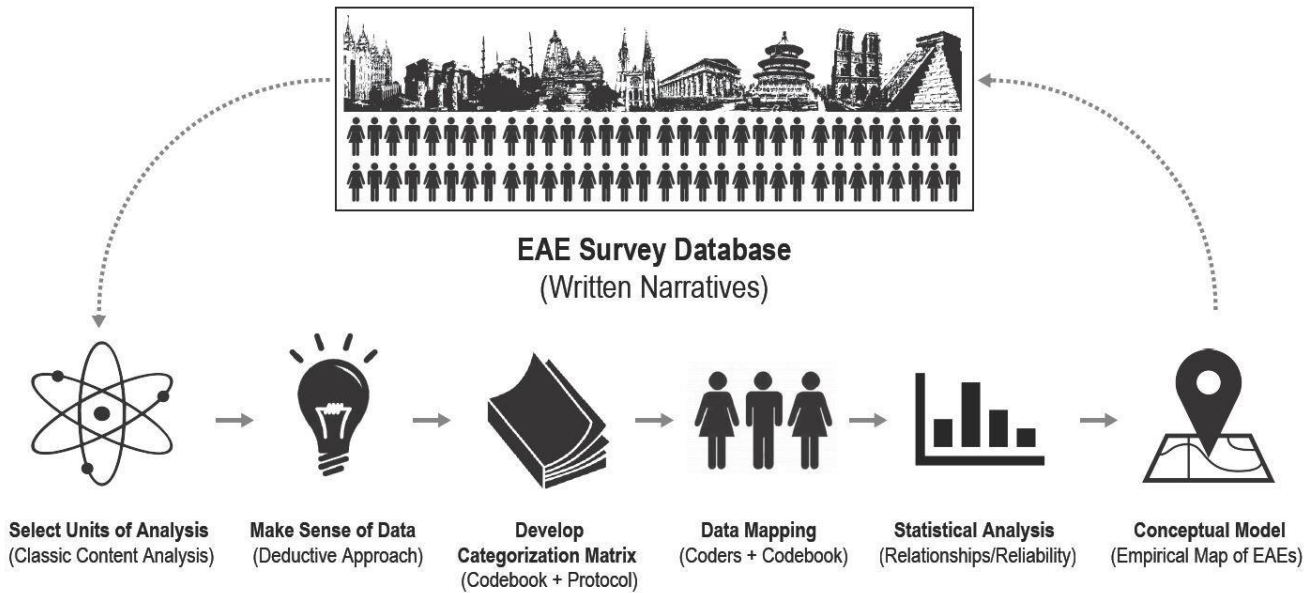 EAE Survey Database
(Written Narratives)
Select Units of Analysis
(Classic Content Analysis)
Make Sense of Data
(Deductive Approach)
Develop
Categorization Matrix
(Codebook + Protocol)
Data Mapping
(Coders + Codebook)
Statistical Analysis
(Relationships/Reliability)
Conceptual Model
(Empirical Map of EAEs)